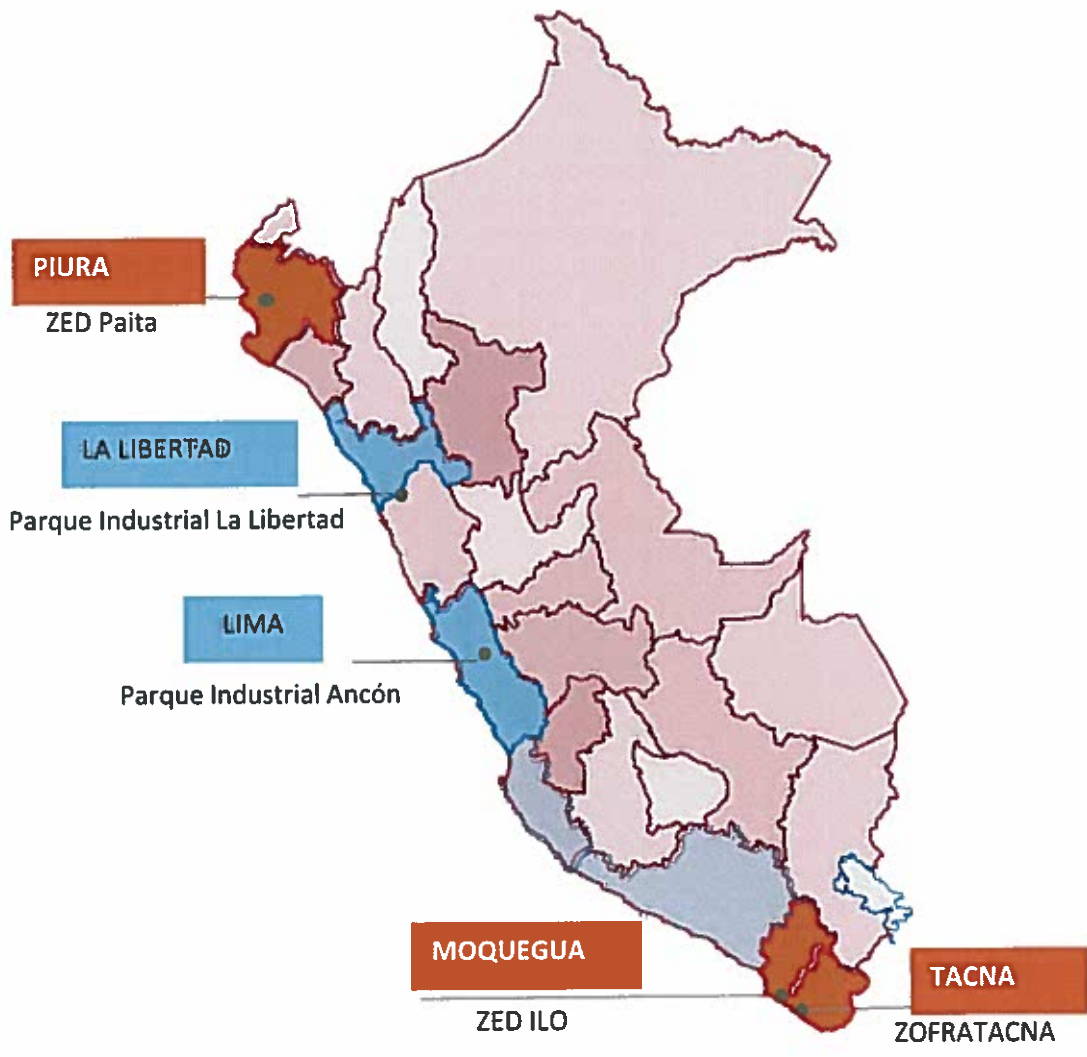 PIURA
ZED Paita
LA LIBERTAD
Parque Industrial La Libertad
LIMA
Parque Industrial Ancón
MOQUEGUA
ZED ILO
TACNA
ZOFRATACNA